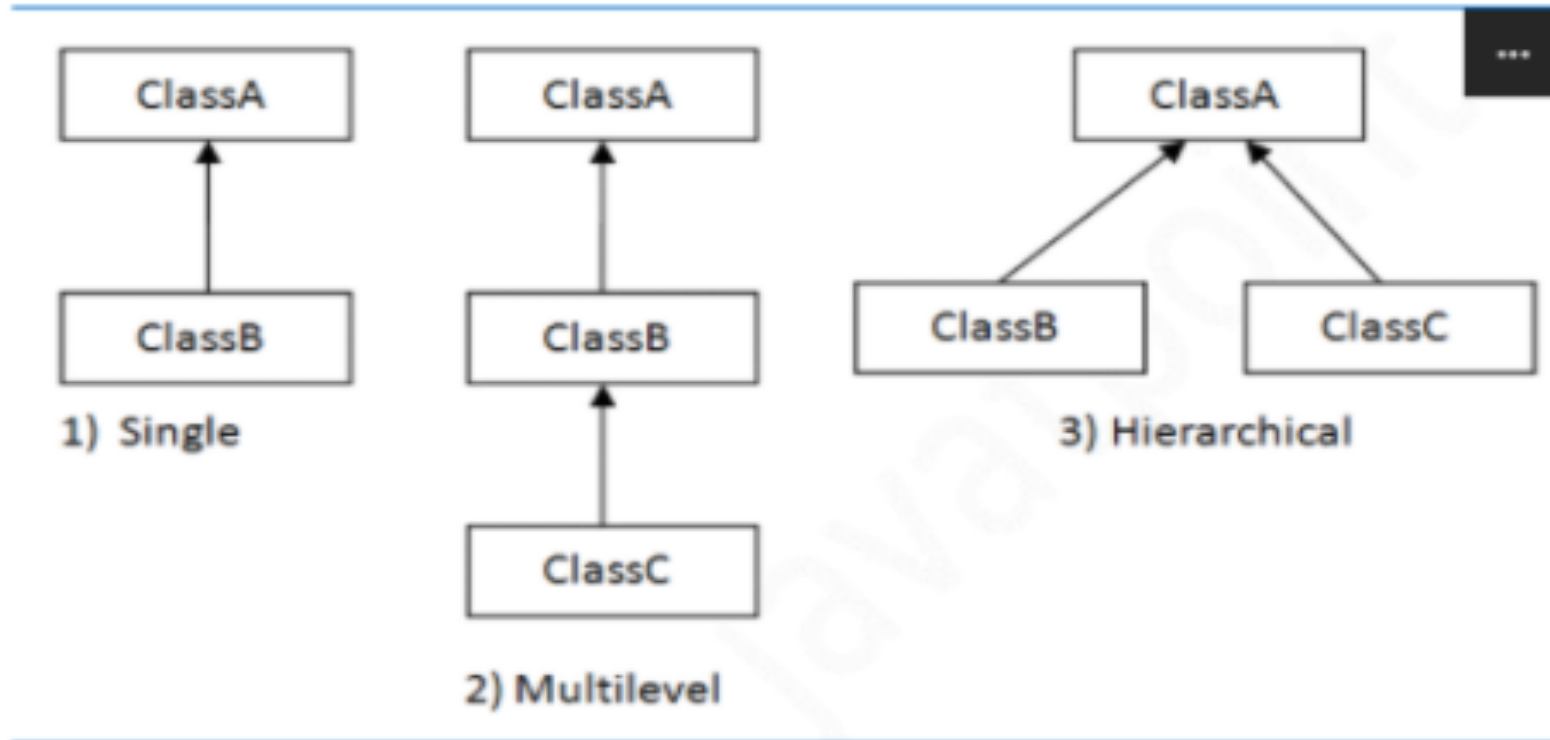 ...
ClassA
ClassB
1) Single
ClassA
ClassB
ClassC
2) Multilevel
ClassA
ClassB
ClassC
3) Hierarchical